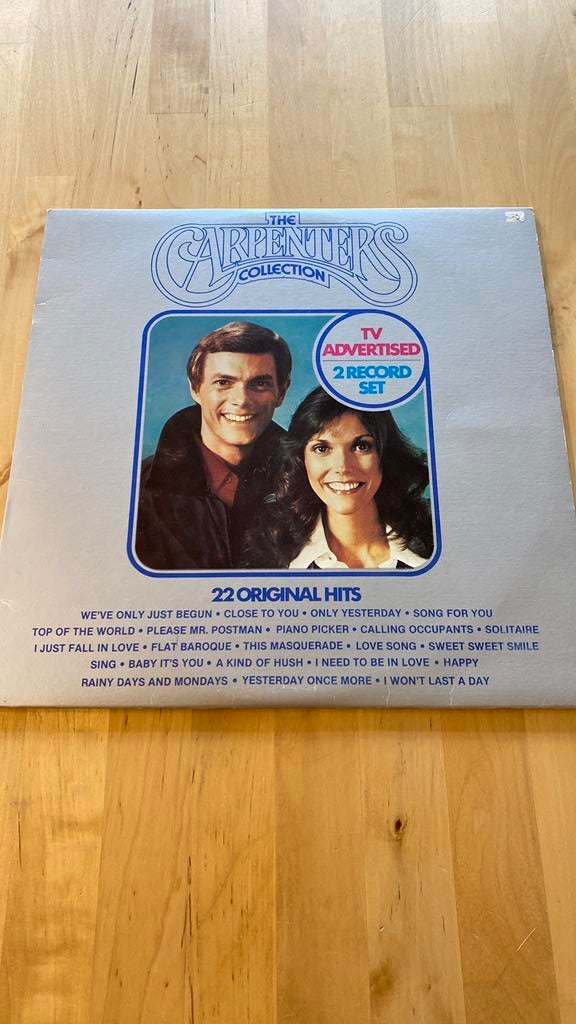 THE
CARPENTERS
COLLECTION
TV
ADVERTISED
2 RECORD
SET
22 ORIGINAL HITS
WE'VE ONLY JUST BEGUN • CLOSE TO YOU • ONLY YESTERDAY • SONG FOR YOU
TOP OF THE WORLD • PLEASE MR. POSTMAN • PIANO PICKER • CALLING OCCUPANTS • SOLITAIRE
I JUST FALL IN LOVE • FLAT BAROQUE • THIS MASQUERADE • LOVE SONG • SWEET SWEET SMILE
SING • BABY IT'S YOU • A KIND OF HUSH • I NEED TO BE IN LOVE • HAPPY
RAINY DAYS AND MONDAYS • YESTERDAY ONCE MORE • I WON'T LAST A DAY